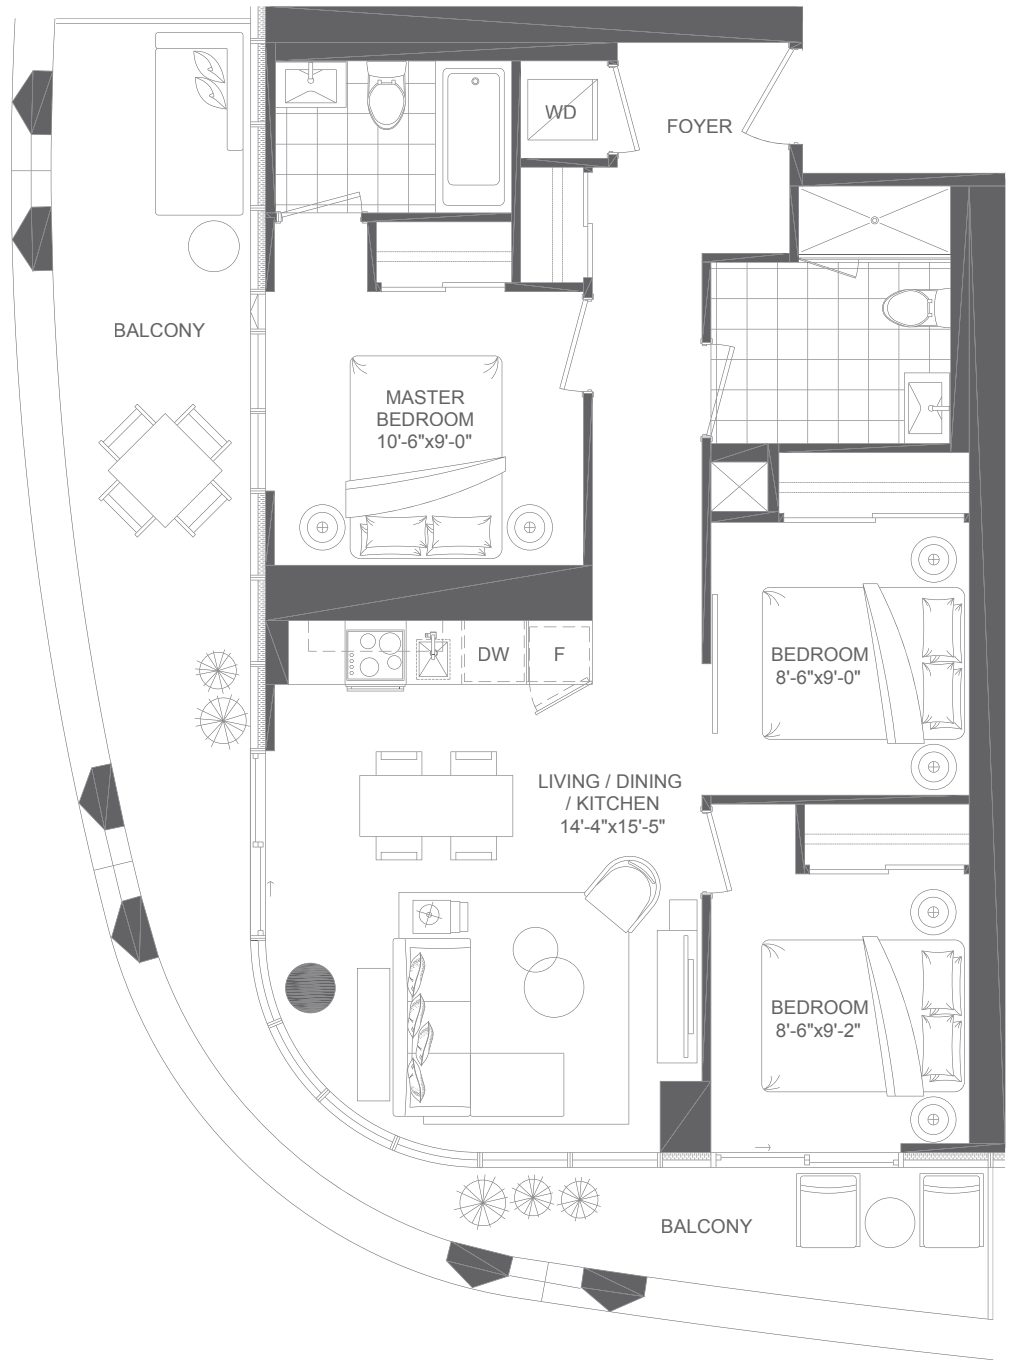 WD
FOYER
BALCONY
MASTER
BEDROOM
10'-6"x9'-0"
DW
F
BEDROOM
8'-6"x9'-0"
LIVING / DINING
/ KITCHEN
14'-4"x15'-5"
BEDROOM
8'-6"x9'-2"
BALCONY